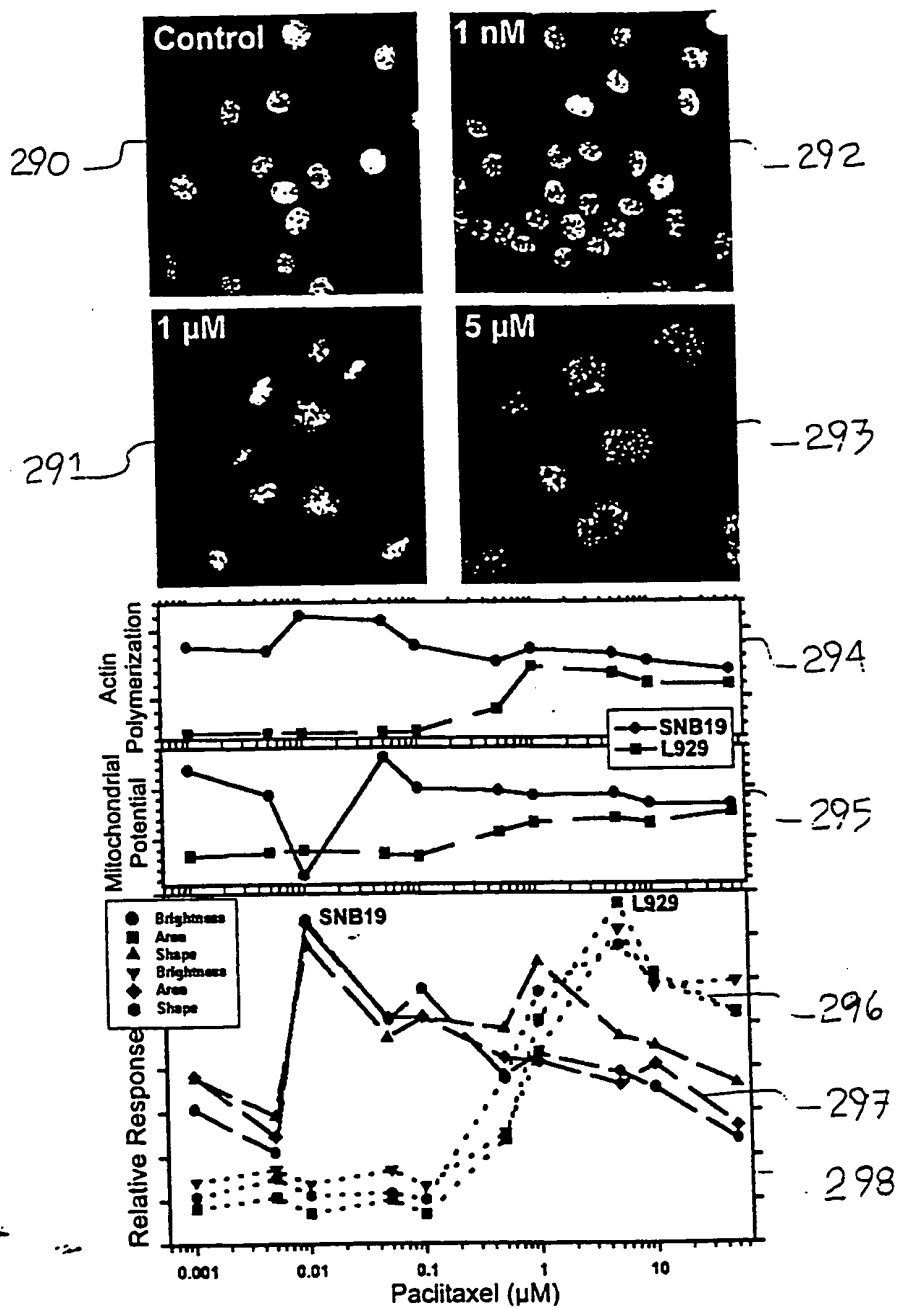 Control
1 nM
290
292
1 µM
5 µM
291
293
Actin
Polymerization
294
SNB19
L929
Mitochondrial
Potential
295
Brightness
Area
Shape
Brightness
Area
Shape
SNB19
L929
Relative Response
296
297
298
0.001
0.01
0.1
1
10
Paclitaxel (µM)